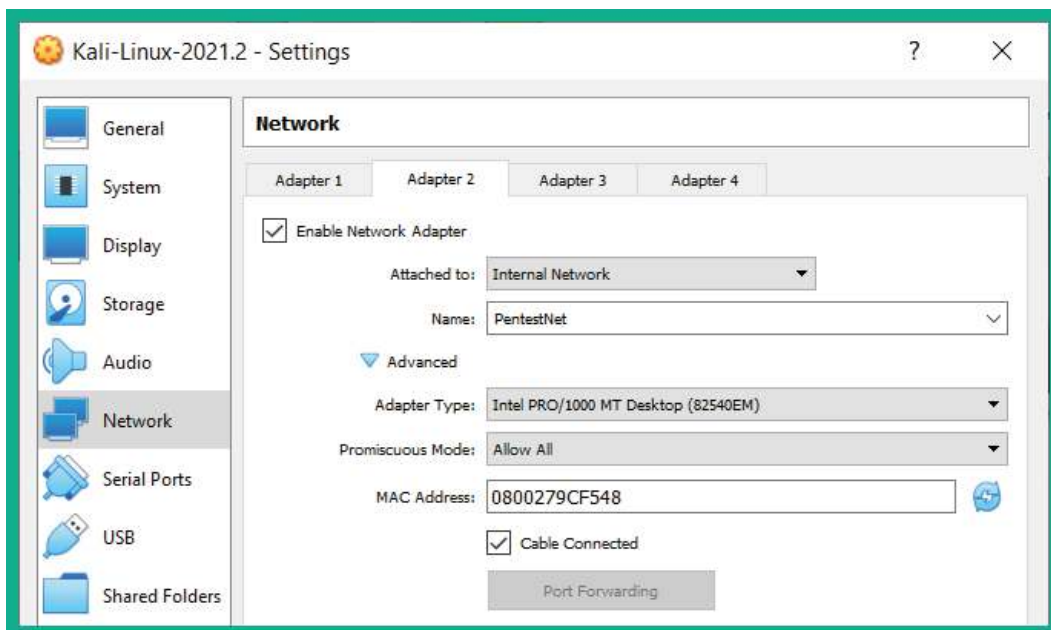 Kali-Linux-2021.2 - Settings
?
General
System
Display
Storage
Audio
Network
Serial Ports
USB
Shared Folders
Network
Adapter 1
Adapter 2
Adapter 3
Adapter 4
Enable Network Adapter
Attached to: Internal Network
Name: PentestNet
Advanced
Adapter Type: Intel PRO/1000 MT Desktop (82540EM)
Promiscuous Mode: Allow All
MAC Address: 0800279CF548
Cable Connected
Port Forwarding